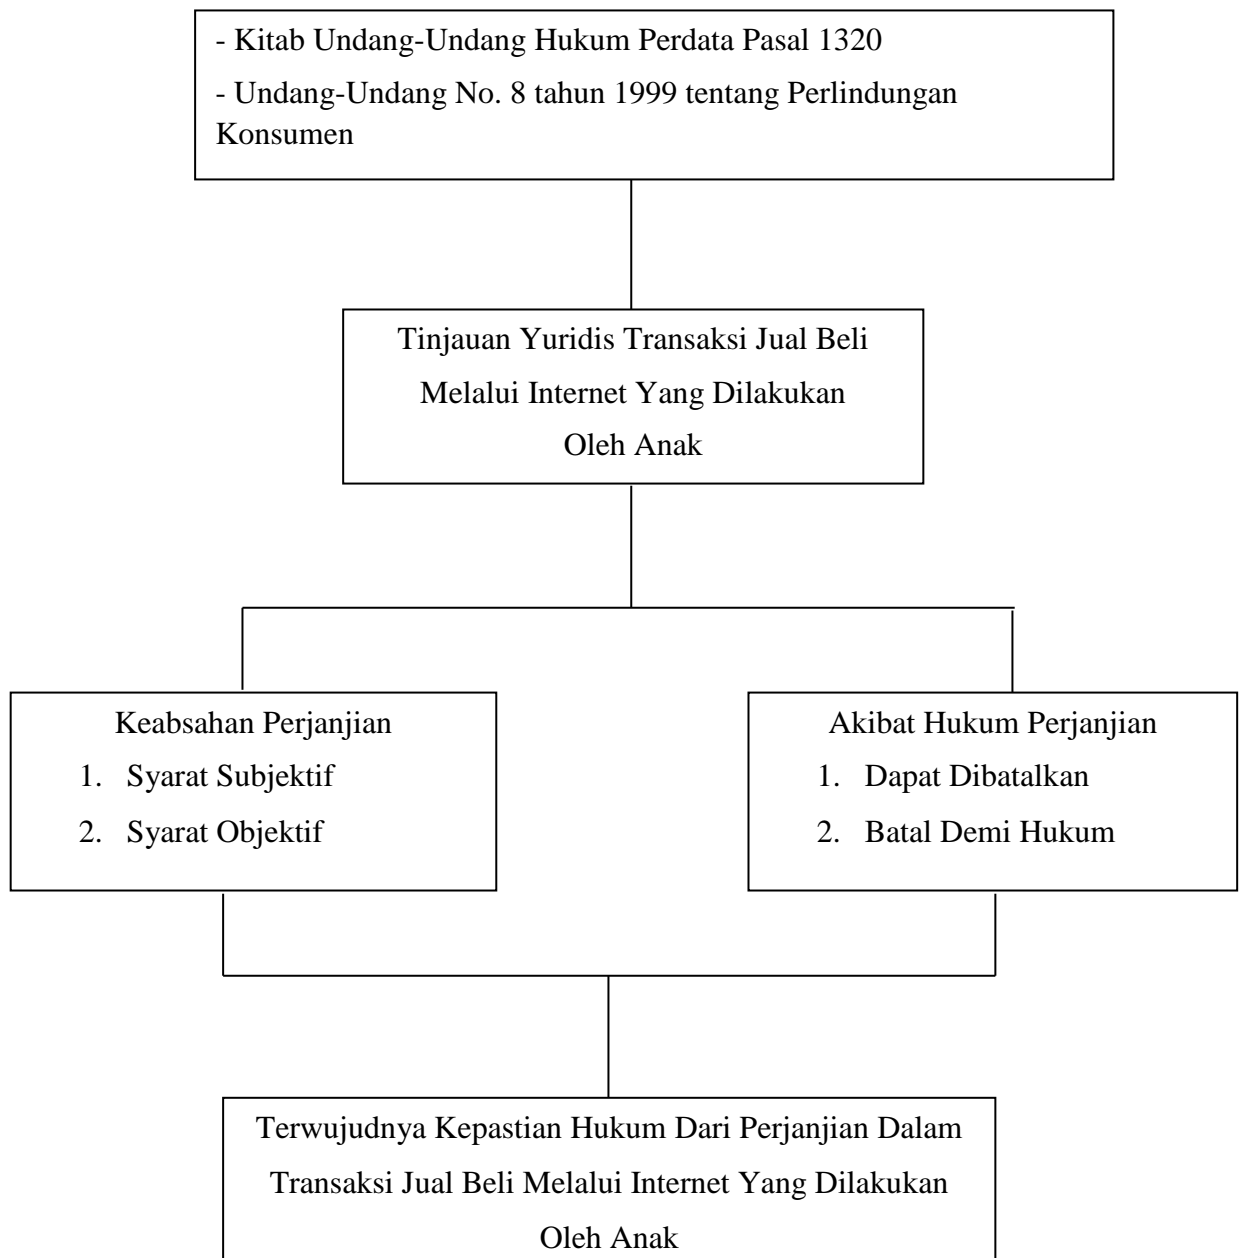 - Kitab Undang-Undang Hukum Perdata Pasal 1320
- Undang-Undang No. 8 tahun 1999 tentang Perlindungan
Konsumen
Tinjauan Yuridis Transaksi Jual Beli
Melalui Internet Yang Dilakukan
Oleh Anak
Keabsahan Perjanjian
1. Syarat Subjektif
2. Syarat Objektif
Akibat Hukum Perjanjian
1. Dapat Dibatalkan
2. Batal Demi Hukum
Terwujudnya Kepastian Hukum Dari Perjanjian Dalam
Transaksi Jual Beli Melalui Internet Yang Dilakukan
Oleh Anak